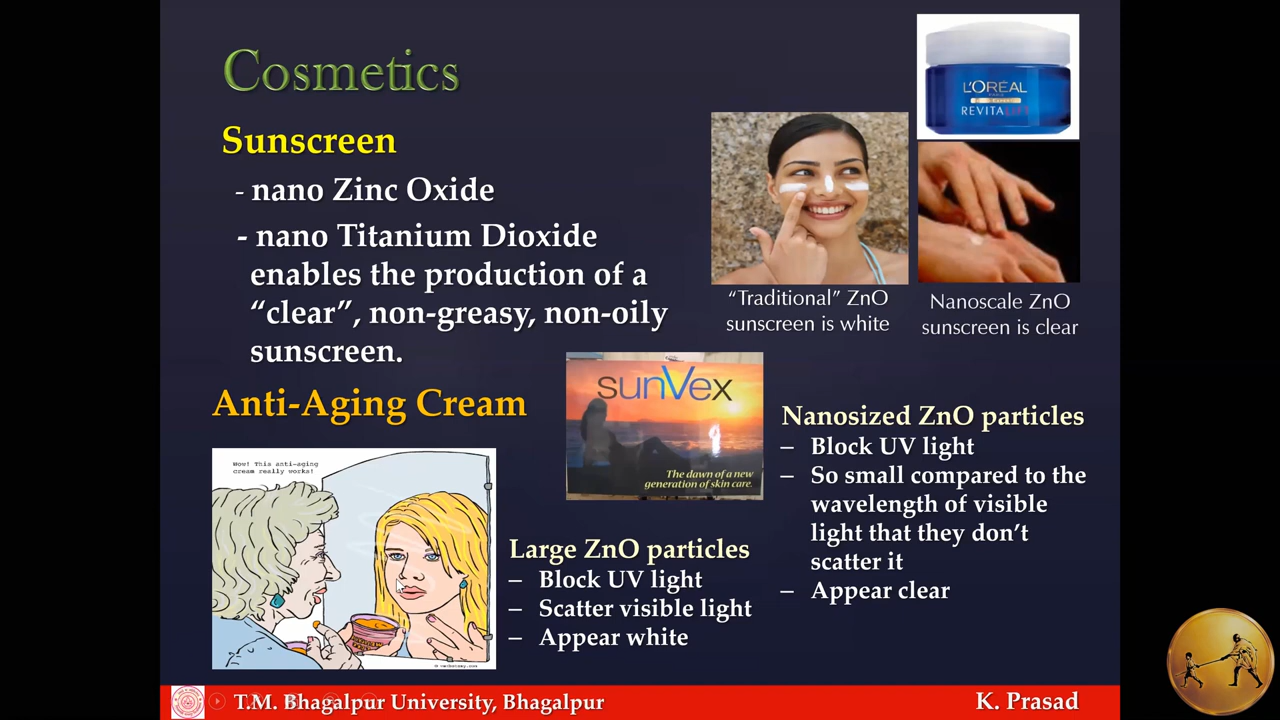 Cosmetics
Sunscreen
- nano Zinc Oxide
- nano Titanium Dioxide
enables the production of a
“clear”, non-greasy, non-oily
sunscreen.
L'ORÉAL
PARIS
REVITALIFT
“Traditional” ZnO
sunscreen is white
Nanoscale ZnO
sunscreen is clear
Anti-Aging Cream
Wow! This anti-aging
cream really works!
sunVex
The dawn of a new
generation of skin care.
Large ZnO particles
– Block UV light
– Scatter visible light
– Appear white
Nanosized ZnO particles
– Block UV light
– So small compared to the
wavelength of visible
light that they don’t
scatter it
– Appear clear
T.M. Bhagalpur University, Bhagalpur
K. Prasad